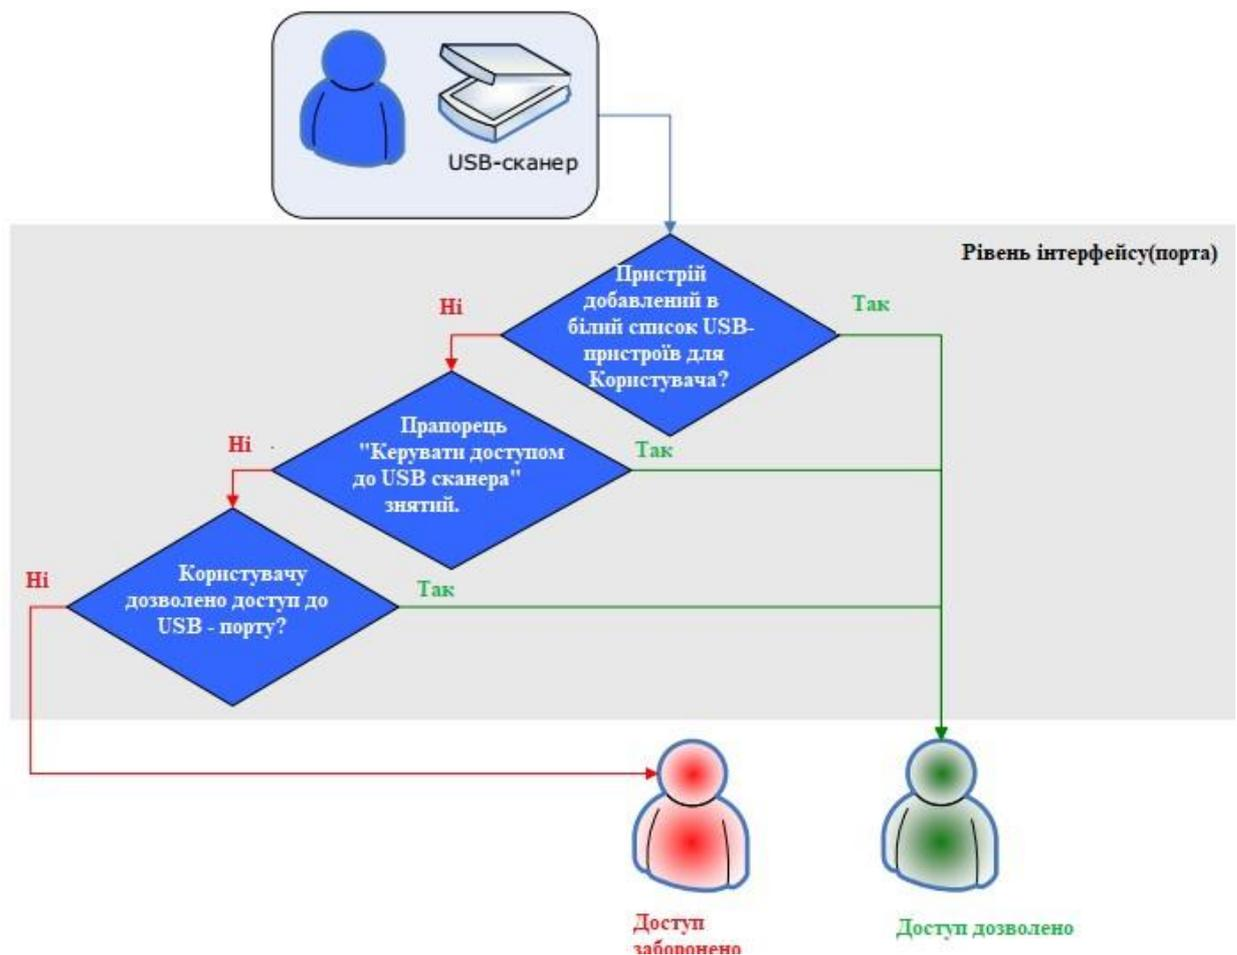 USB-сканер
Рівень інтерфейсу(порта)
Пристрій
добавлений в
білий список USB-
пристроїв для
Користувача?
Ні
Так
Прапорець
"Керувати доступом
до USB сканера"
знятий.
Ні
Так
Користувачу
дозволено доступ до
USB - порту?
Ні
Так
Доступ
заборонено
Доступ дозволено